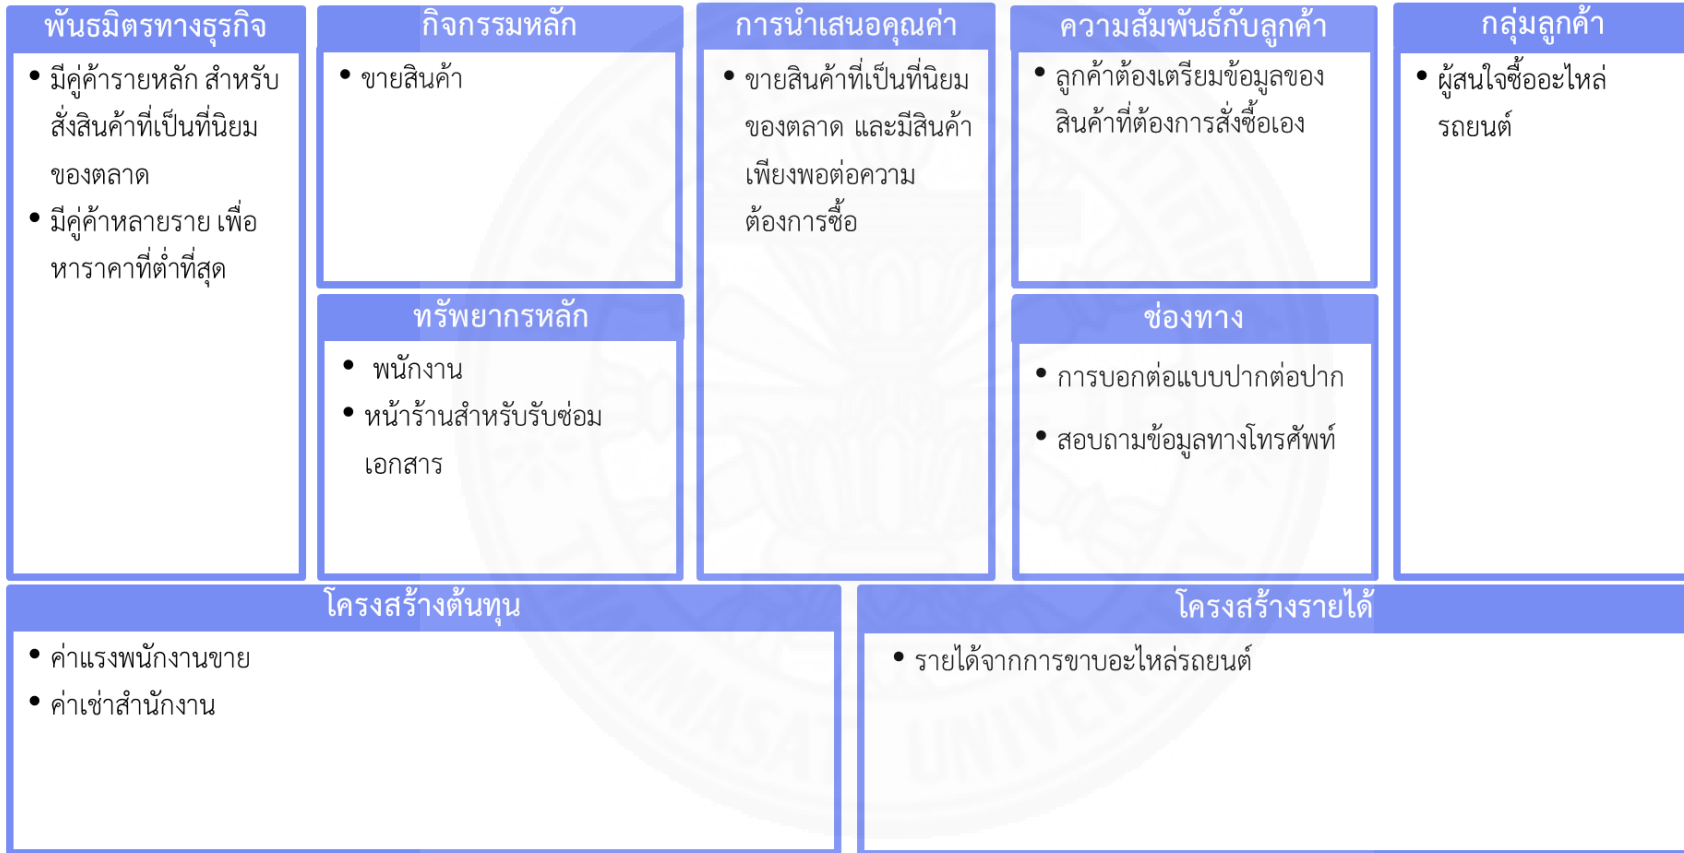 พันธมิตรทางธุรกิจ
• มีคู่ค้ารายหลัก สำหรับ
สั่งสินค้าที่เป็นที่นิยม
ของตลาด
• มีคู่ค้าหลายราย เพื่อ
หาราคาที่ต่ำที่สุด
กิจกรรมหลัก
• ขายสินค้า
ทรัพยากรหลัก
• พนักงาน
• หน้าร้านสำหรับรับซ่อม
เอกสาร
การนำเสนอคุณค่า
• ขายสินค้าที่เป็นที่นิยม
ของตลาด และมีสินค้า
เพียงพอต่อความ
ต้องการซื้อ
ความสัมพันธ์กับลูกค้า
• ลูกค้าต้องเตรียมข้อมูลของ
สินค้าที่ต้องการสั่งซื้อเอง
ช่องทาง
• การบอกต่อแบบปากต่อปาก
• สอบถามข้อมูลทางโทรศัพท์
กลุ่มลูกค้า
• ผู้สนใจซื้ออะไหล่
รถยนต์
โครงสร้างต้นทุน
• ค่าแรงพนักงานขาย
• ค่าเช่าสำนักงาน
โครงสร้างรายได้
• รายได้จากการขาบอะไหล่รถยนต์
THAMMASAT UNIVERSITY